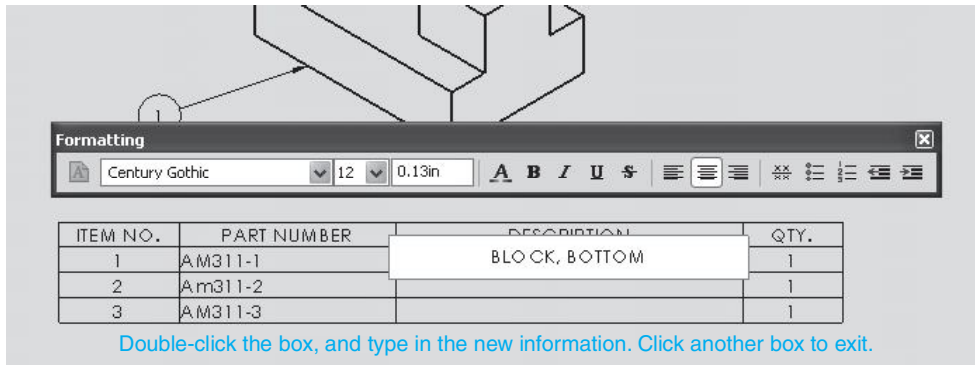 1
Formatting
Century Gothic 12 0.13in A B I U S
ITEM NO. PART NUMBER DESCRIPTION QTY.
1 AM311-1 BLOCK, BOTTOM 1
2 Am311-2 1
3 AM311-3 1
Double-click the box, and type in the new information. Click another box to exit.